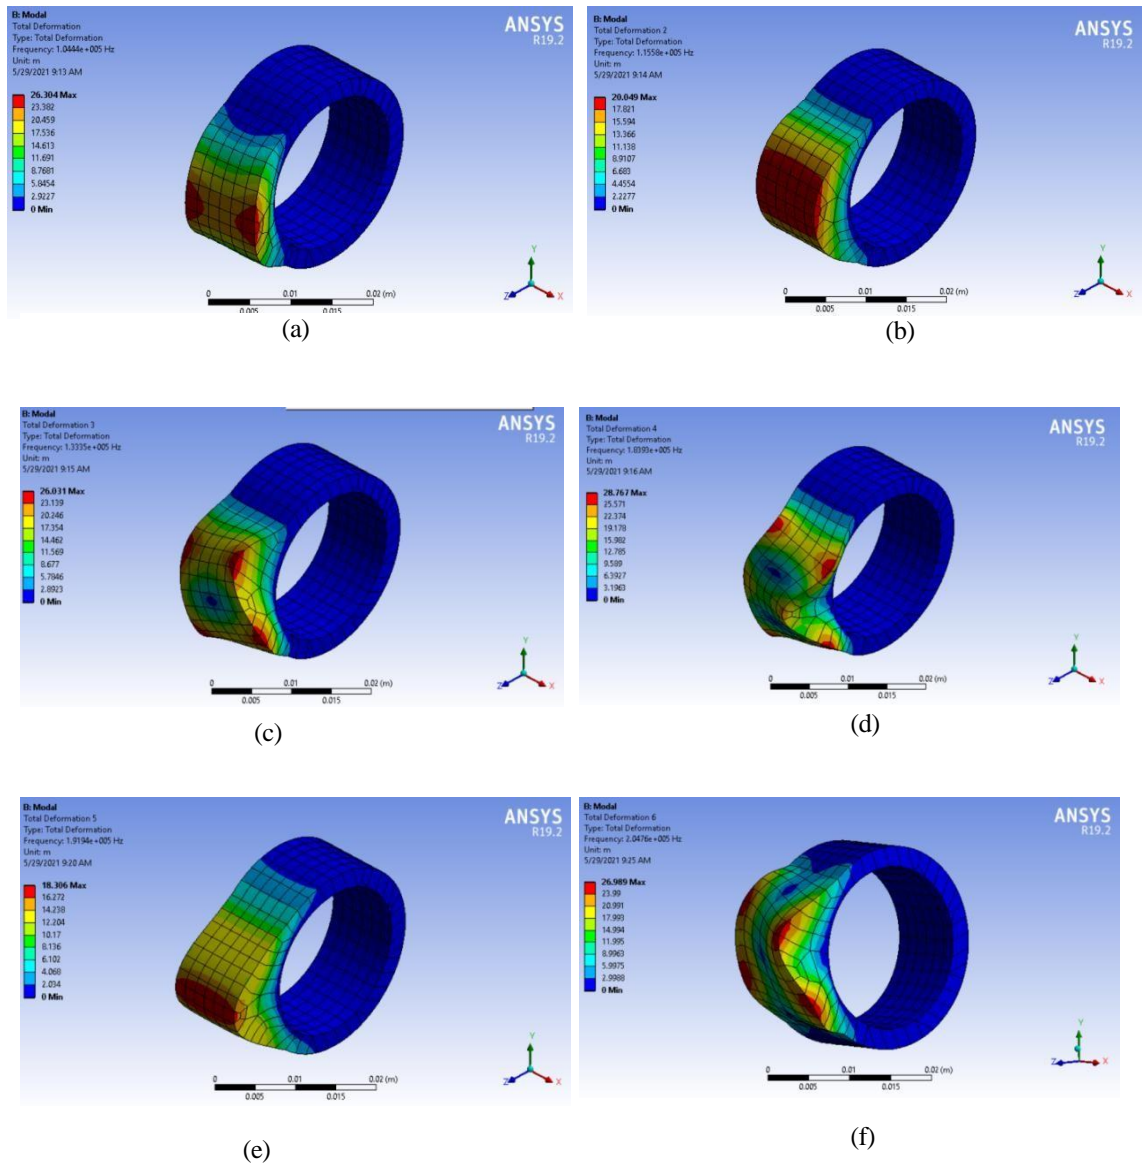 B: Modal
Total Deformation
Type: Total Deformation
Frequency: 1.0444e+005 Hz
Unit: m
5/29/2021 9:13 AM
26.304 Max
23.382
20.459
17.536
14.613
11.691
8.7681
5.8454
2.9227
0 Min
ANSYS
R19.2
0 0.01 0.02 (m)
0.005 0.015
Y
Z X
(a)
B: Modal
Total Deformation 2
Type: Total Deformation
Frequency: 1.1558e+005 Hz
Unit: m
5/29/2021 9:14 AM
20.049 Max
17.821
15.594
13.366
11.138
8.9107
6.683
4.4554
2.2277
0 Min
ANSYS
R19.2
0 0.01 0.02 (m)
0.005 0.015
Y
Z X
(b)
B: Modal
Total Deformation 3
Type: Total Deformation
Frequency: 1.3335e+005 Hz
Unit: m
5/29/2021 9:15 AM
26.031 Max
23.139
20.246
17.354
14.462
11.569
8.677
5.7846
2.8923
0 Min
ANSYS
R19.2
0 0.01 0.02 (m)
0.005 0.015
Y
Z X
(c)
B: Modal
Total Deformation 4
Type: Total Deformation
Frequency: 1.8393e+005 Hz
Unit: m
5/29/2021 9:16 AM
28.767 Max
25.571
22.374
19.178
15.982
12.785
9.589
6.3927
3.1963
0 Min
ANSYS
R19.2
0 0.01 0.02 (m)
0.005 0.015
Y
Z X
(d)
B: Modal
Total Deformation 5
Type: Total Deformation
Frequency: 1.9194e+005 Hz
Unit: m
5/29/2021 9:20 AM
18.306 Max
16.272
14.238
12.204
10.17
8.136
6.102
4.068
2.034
0 Min
ANSYS
R19.2
0 0.01 0.02 (m)
0.005 0.015
Y
Z X
(e)
B: Modal
Total Deformation 6
Type: Total Deformation
Frequency: 2.0476e+005 Hz
Unit: m
5/29/2021 9:25 AM
26.989 Max
23.99
20.991
17.993
14.994
11.995
8.9963
5.9975
2.9988
0 Min
ANSYS
R19.2
0 0.01 0.02 (m)
0.005 0.015
Y
Z X
(f)